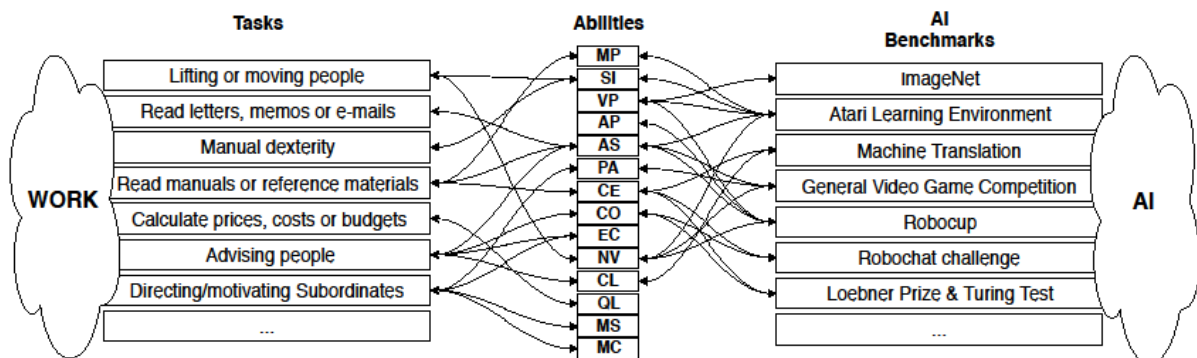 Tasks
Abilities
AI
Benchmarks
WORK
Lifting or moving people
Read letters, memos or e-mails
Manual dexterity
Read manuals or reference materials
Calculate prices, costs or budgets
Advising people
Directing/motivating Subordinates
...
MP
SI
VP
AP
AS
PA
CE
CO
EC
NV
CL
QL
MS
MC
ImageNet
Atari Learning Environment
Machine Translation
General Video Game Competition
Robocup
Robochat challenge
Loebner Prize & Turing Test
...
AI